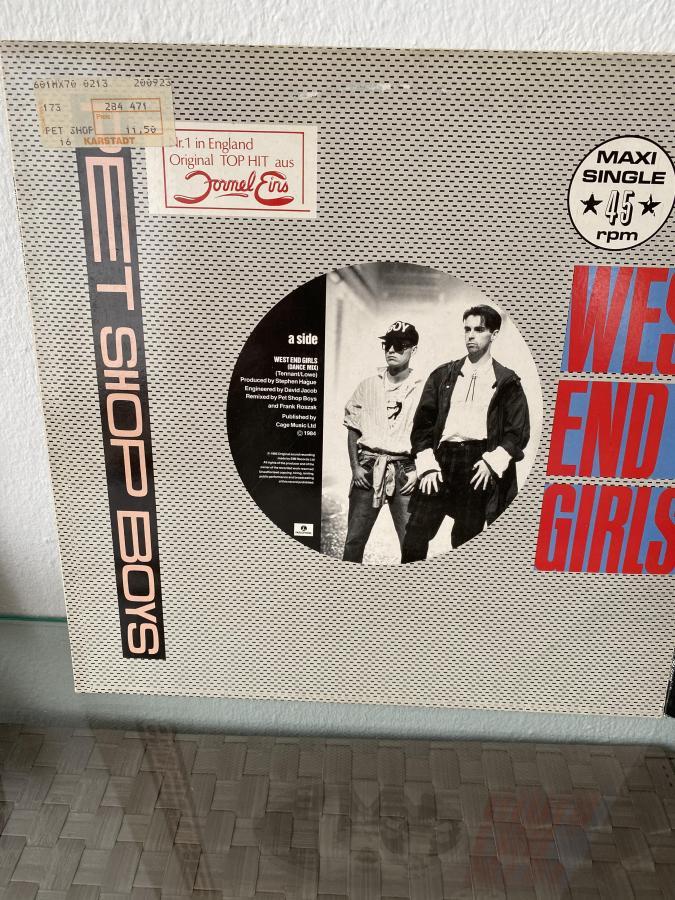 601MX70 0213 200923
173 284 471
Preis
PET SHOP 11,50
16 KARSTADT
Nr.1 in England
Original TOP HIT aus
Formel Eins
PET SHOP BOYS
MAXI
SINGLE
45
rpm
WES
END
GIRLS
a side
WEST END GIRLS
(DANCE MIX)
(Tennant/Lowe)
Produced by Stephen Hague
Engineered by David Jacob
Remixed by Pet Shop Boys
and Frank Roszak
Published by
Cage Music Ltd
© 1984
BOY